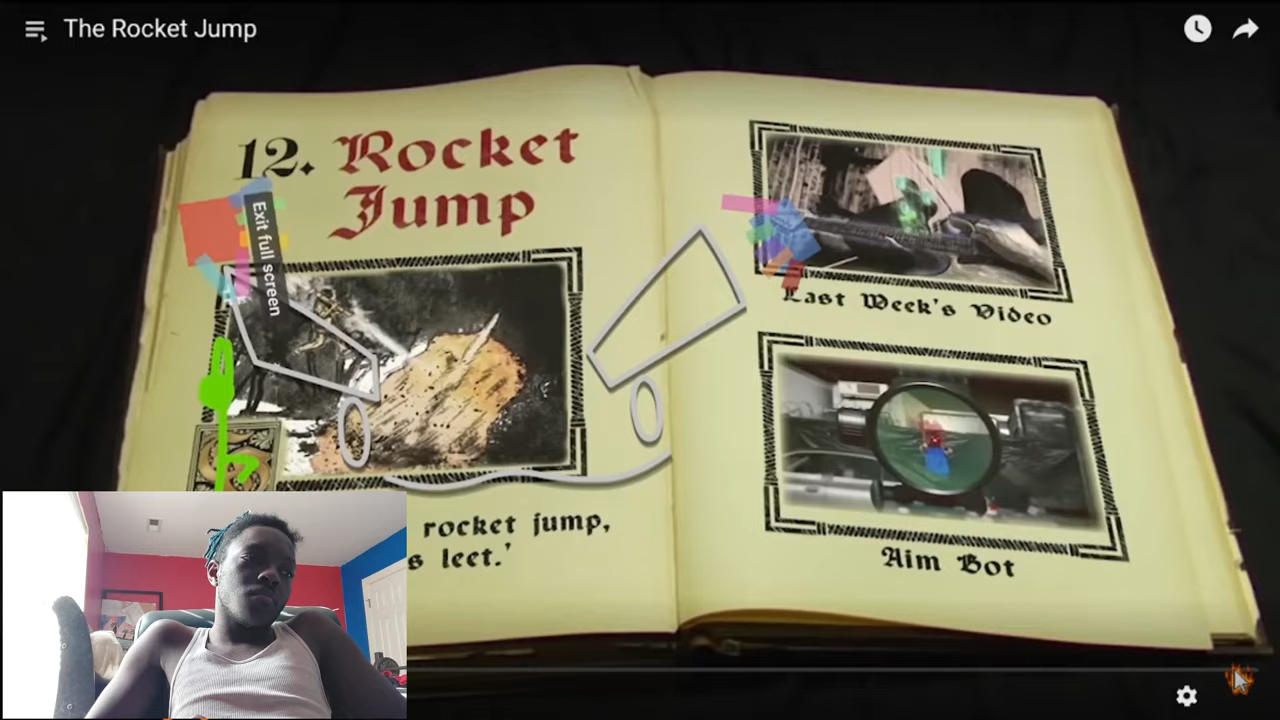 The Rocket Jump
12. Rocket
Jump
Exit full screen
Last Week's Video
rocket jump,
s leet.'
Aim Bot